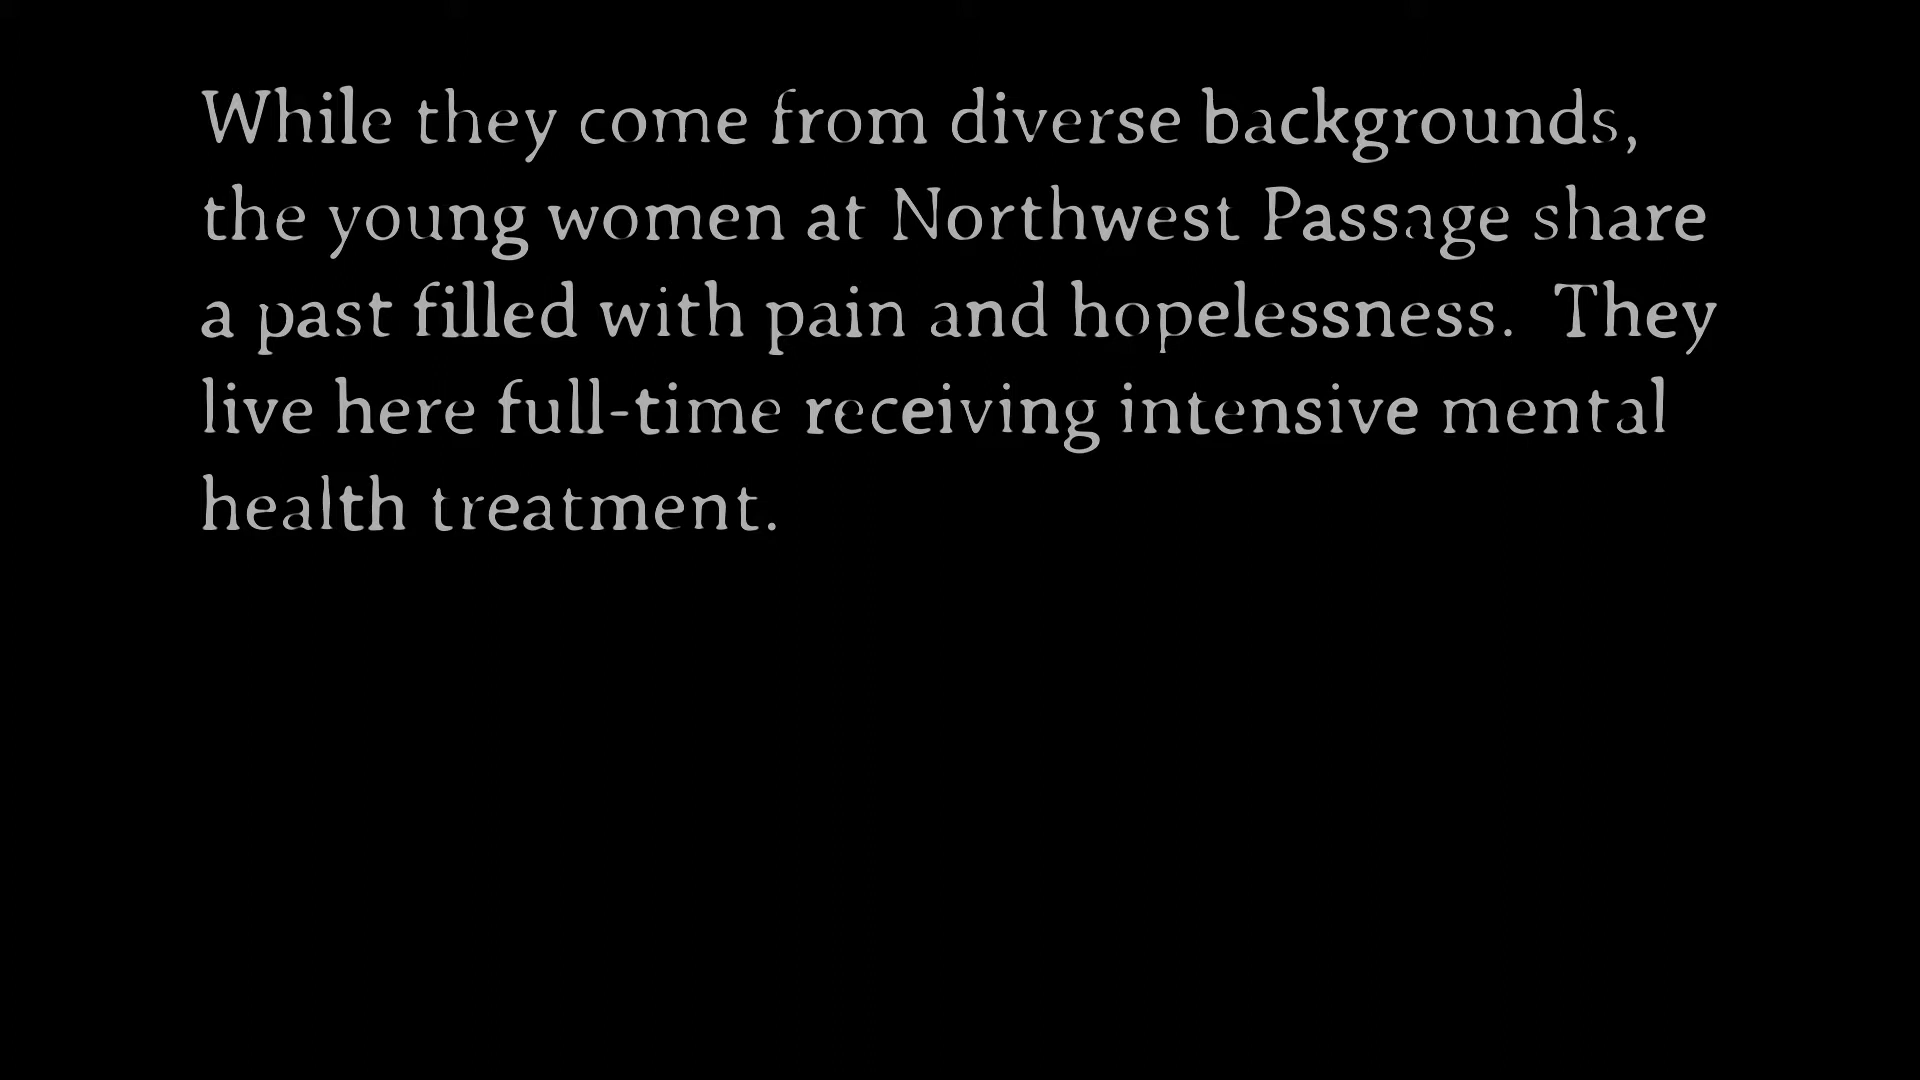 While they come from diverse backgrounds,
the young women at Northwest Passage share
a past filled with pain and hopelessness.  They
live here full-time receiving intensive mental
health treatment.